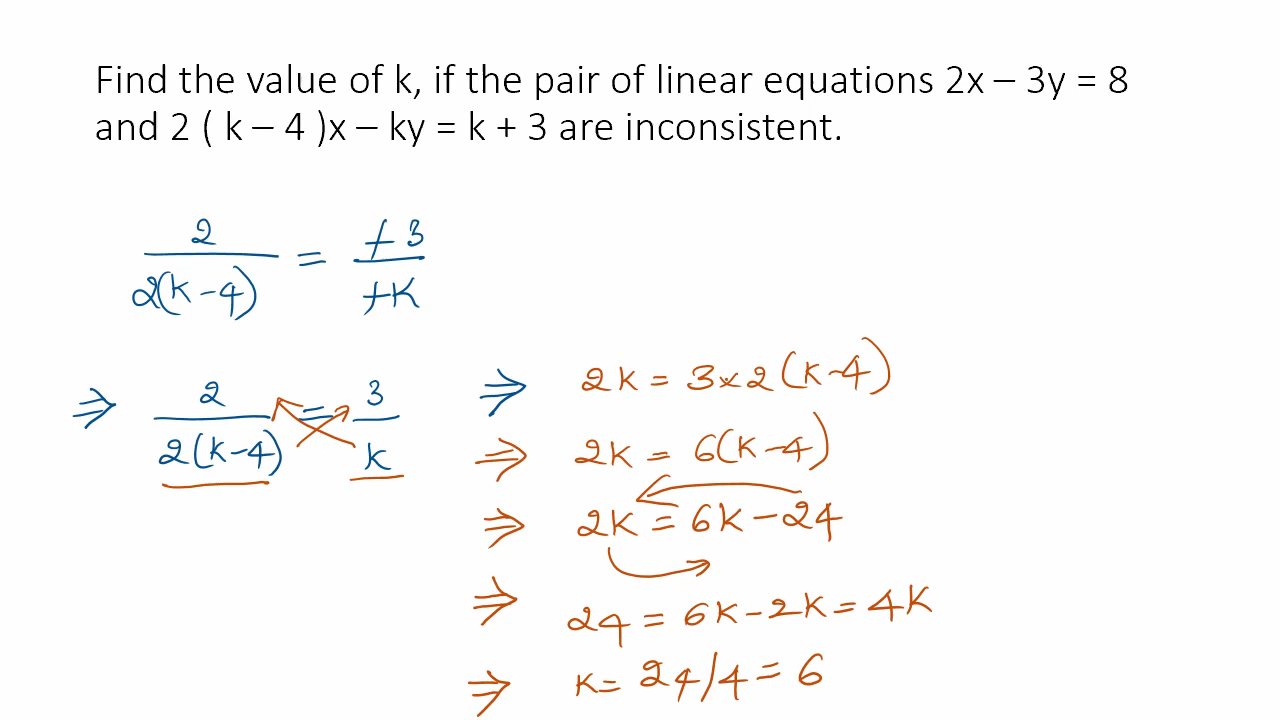 Find the value of k, if the pair of linear equations 2x – 3y = 8
and 2 ( k – 4 )x – ky = k + 3 are inconsistent.
2/2(k-4) = -3/-k
⇒ 2/2(k-4) = 3/k
⇒ 2k = 3×2(k-4)
⇒ 2k = 6(k-4)
⇒ 2k = 6k-24
⇒ 24 = 6k-2k = 4k
⇒ k = 24/4 = 6